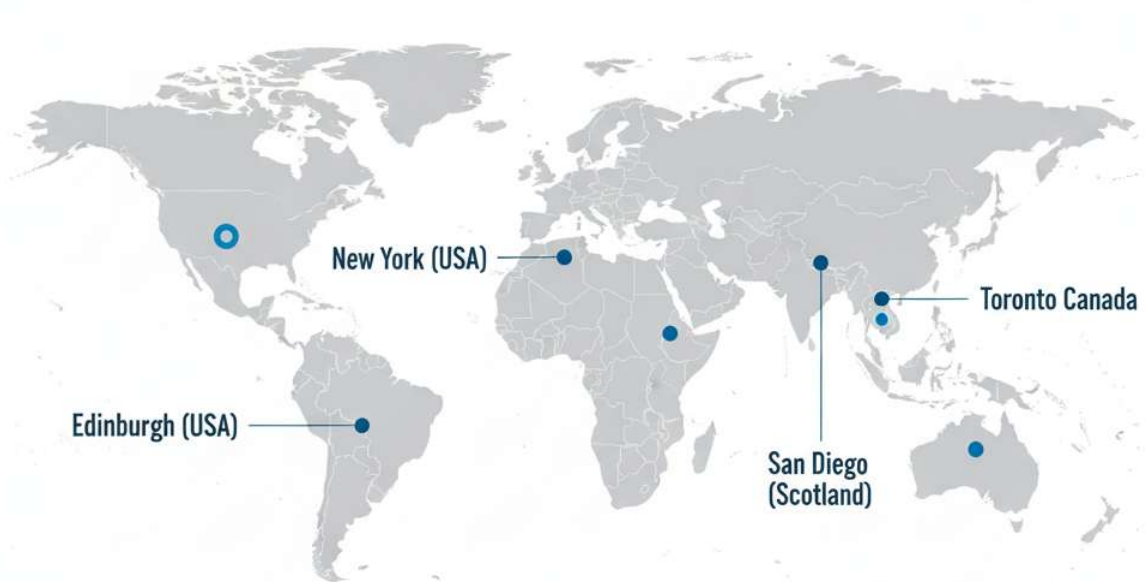 New York (USA)
Toronto Canada
Edinburgh (USA)
San Diego
(Scotland)